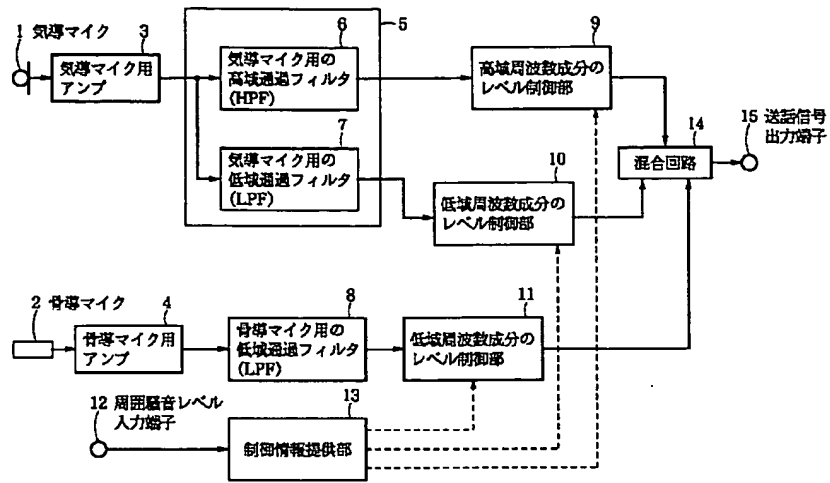 1 気導マイク
3
気導マイク用
アンプ
6
5
気導マイク用の
高域通過フィルタ
(HPF)
7
気導マイク用の
低域通過フィルタ
(LPF)
9
高域周波数成分の
レベル制御部
10
低域周波数成分の
レベル制御部
14
混合回路
15 送話信号
出力端子
2 骨導マイク
4
骨導マイク用
アンプ
8
骨導マイク用の
低域通過フィルタ
(LPF)
11
低域周波数成分の
レベル制御部
12 周囲騒音レベル
入力端子
13
制御情報提供部